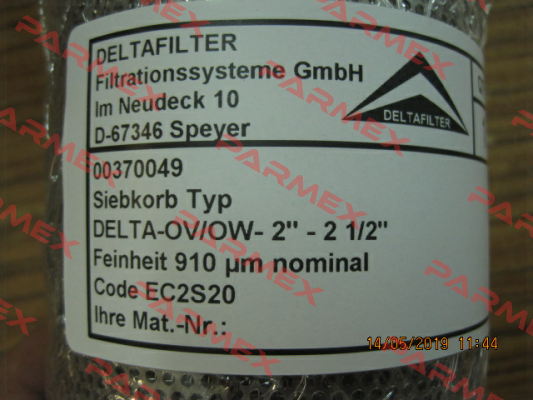 DELTAFILTER
Filtrationssysteme GmbH
Im Neudeck 10
D-67346 Speyer
DELTAFILTER
00370049
Siebkorb Typ
DELTA-OV/OW- 2" - 2 1/2"
Feinheit 910 µm nominal
Code EC2S20
Ihre Mat.-Nr.:
14/05/2019 11:44
PARMEX